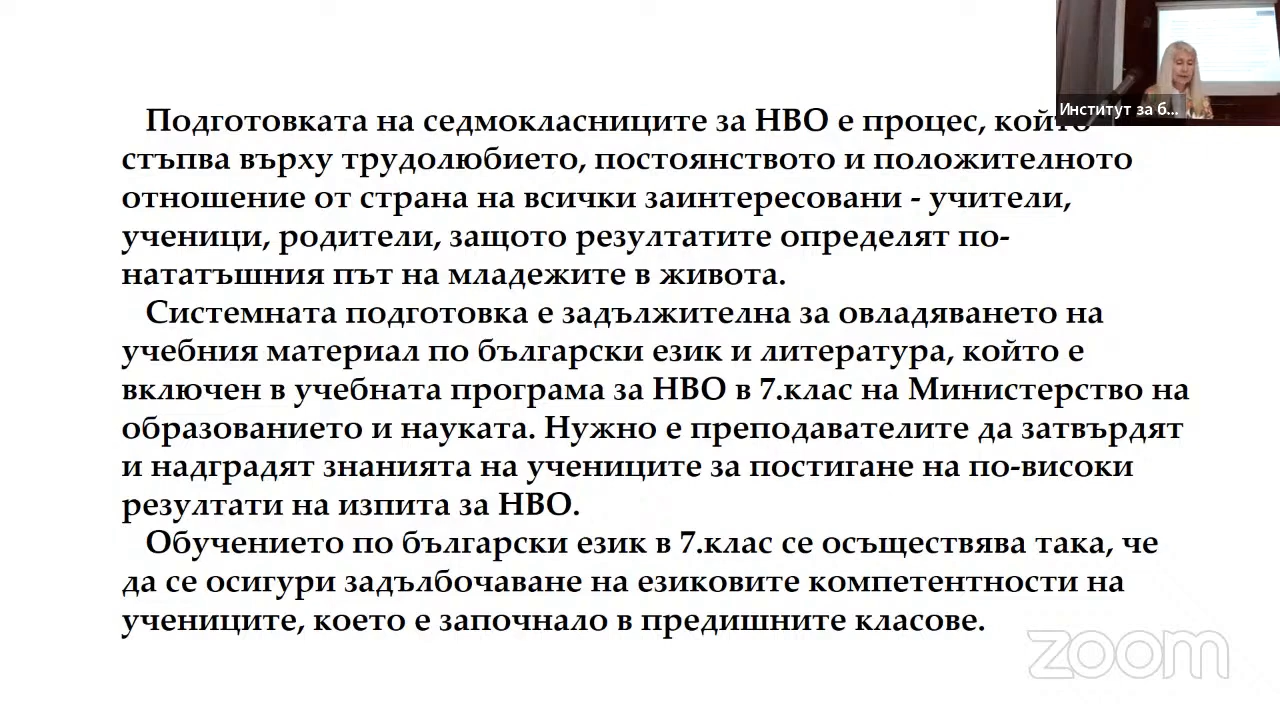 Институт за б...
Подготовката на седмокласниците за НВО е процес, който
стъпва върху трудолюбието, постоянството и положителното
отношение от страна на всички заинтересовани - учители,
ученици, родители, защото резултатите определят по-
нататъшния път на младежите в живота.
Системната подготовка е задължителна за овладяването на
учебния материал по български език и литература, който е
включен в учебната програма за НВО в 7.клас на Министерство на
образованието и науката. Нужно е преподавателите да затвърдят
и надградят знанията на учениците за постигане на по-високи
резултати на изпита за НВО.
Обучението по български език в 7.клас се осъществява така, че
да се осигури задълбочаване на езиковите компетентности на
учениците, което е започнало в предишните класове.
zoom